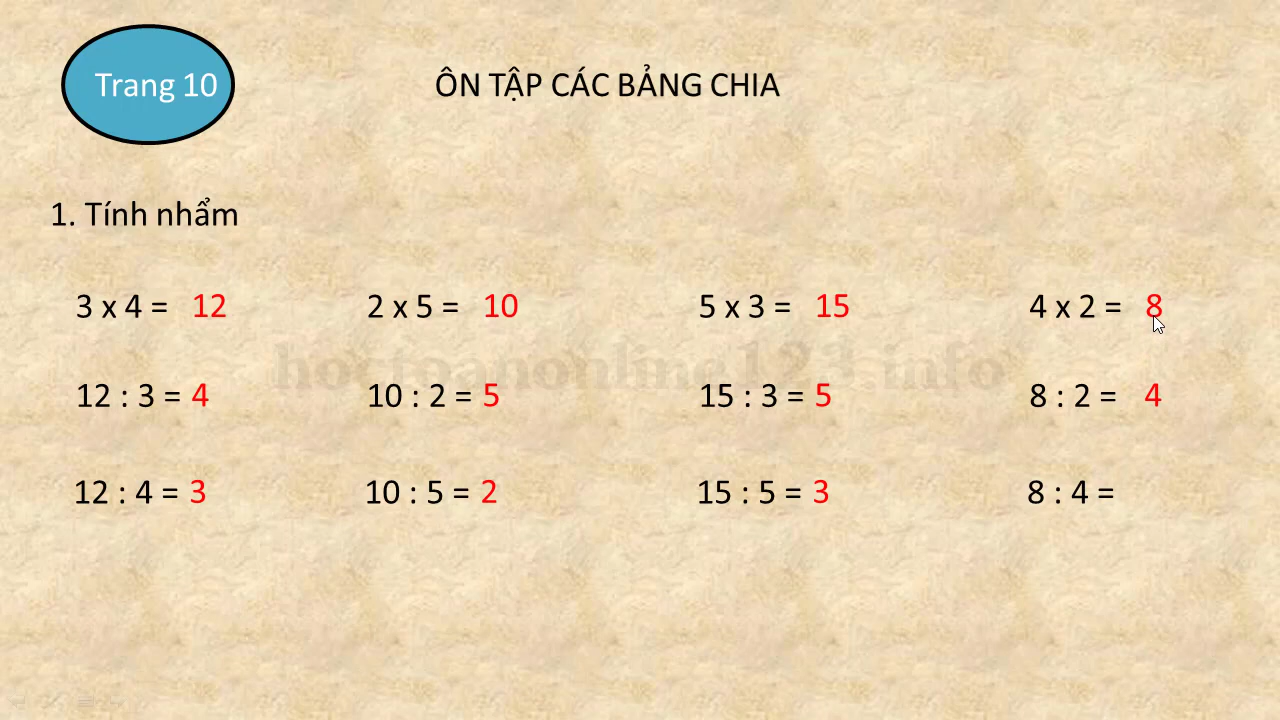 Trang 10
ÔN TẬP CÁC BẢNG CHIA
1. Tính nhẩm
3 x 4 = 12 2 x 5 = 10 5 x 3 = 15 4 x 2 = 8
hoctoanonline123.info
12 : 3 = 4 10 : 2 = 5 15 : 3 = 5 8 : 2 = 4
12 : 4 = 3 10 : 5 = 2 15 : 5 = 3 8 : 4 =